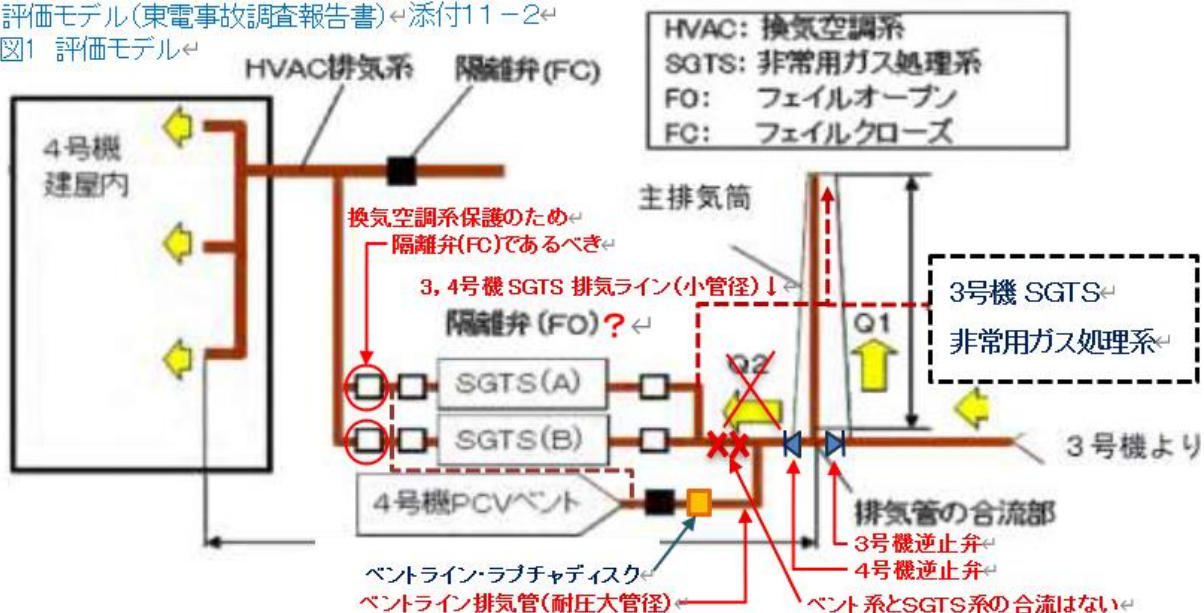 評価モデル(東電事故調査報告書)↵添付11-2↵
図1 評価モデル↵
HVAC排気系
隔離弁(FC)
HVAC: 換気空調系
SGTS: 非常用ガス処理系
FO: フェイルオープン
FC: フェイルクローズ
4号機
建屋内
主排気筒
換気空調系保護のため↵
隔離弁(FC)であるべき↵
3,4号機 SGTS 排気ライン(小管径)↓↵
隔離弁(FO)?↵
3号機 SGTS↵
非常用ガス処理系↵
Q1
Q2
SGTS(A)
SGTS(B)
3号機より
4号機PCVベント
排気管の合流部
3号機逆止弁↵
4号機逆止弁↵
ベントライン・ラプチャディスク↵
ベントライン排気管(耐圧大管径)↵
ベント系とSGTS系の合流はない↵